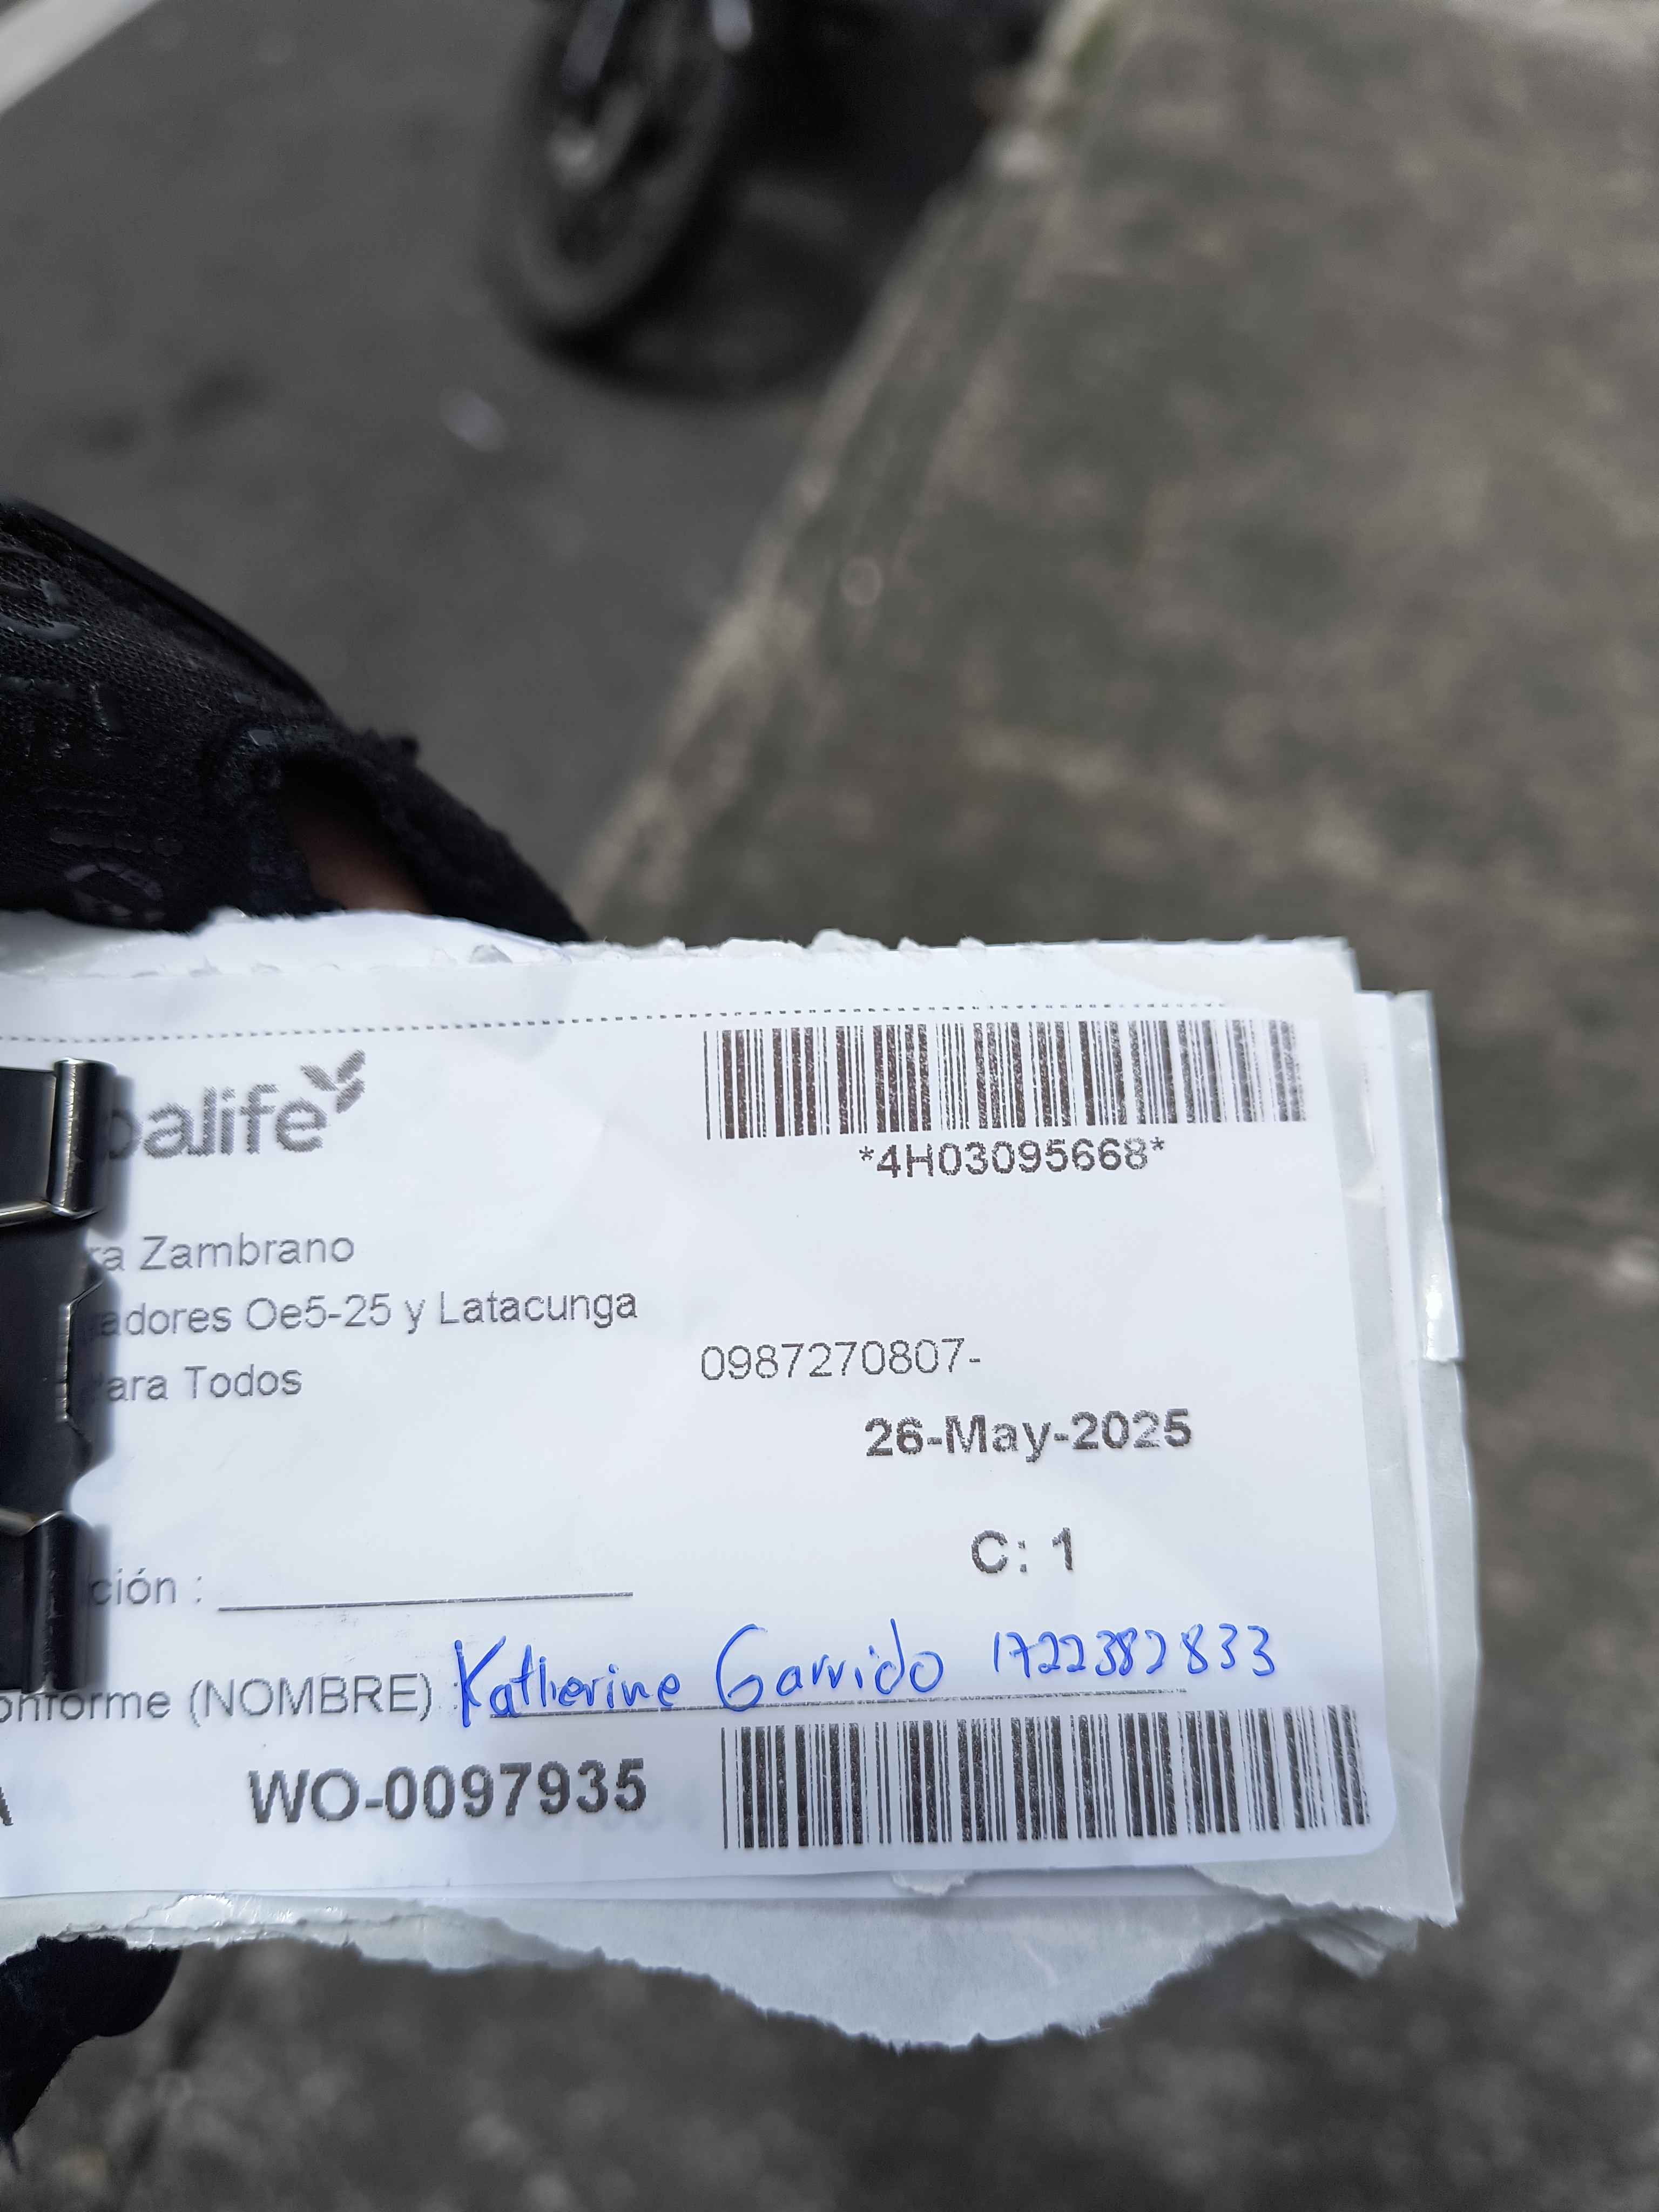 balife
*4H03095668*
ra Zambrano
adores Oe5-25 y Latacunga
0987270807-
ara Todos
26-May-2025
C: 1
ción :
onforme (NOMBRE) : Katherine Garrido 1722382833
WO-0097935